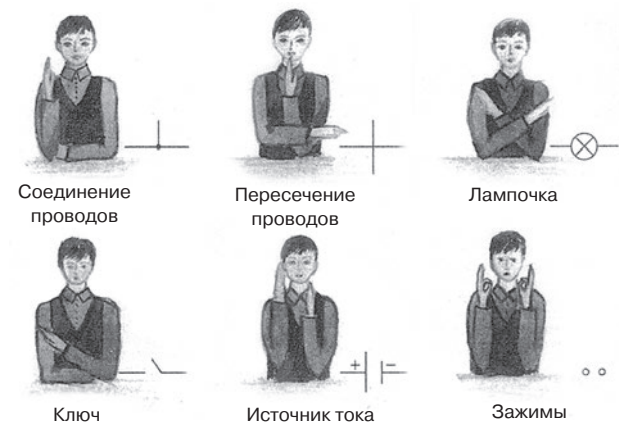 Соединение
проводов
Пересечение
проводов
Лампочка
+ −
Ключ
Источник тока
Зажимы